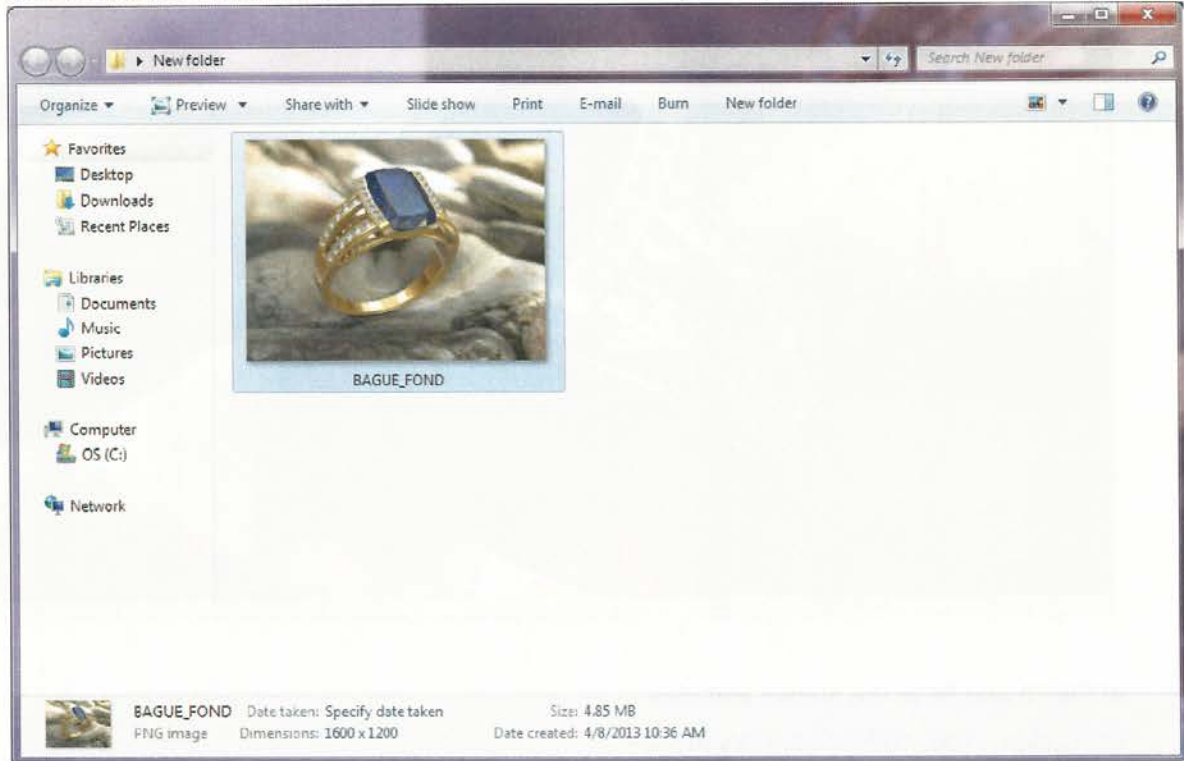 New folder
Search New folder
Organize
Preview
Share with
Slide show
Print
E-mail
Burn
New folder
Favorites
Desktop
Downloads
Recent Places
Libraries
Documents
Music
Pictures
Videos
Computer
OS (C:)
Network
BAGUE_FOND
BAGUE_FOND Date taken: Specify date taken Size: 4.85 MB
PNG image Dimensions: 1600 x 1200 Date created: 4/8/2013 10:36 AM